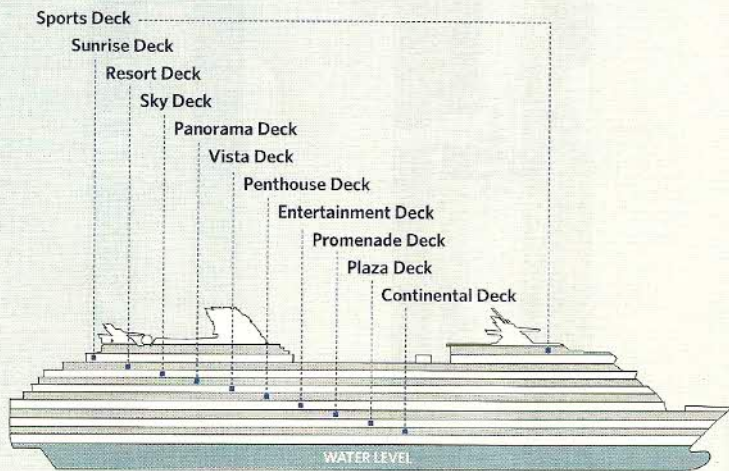 Sports Deck
Sunrise Deck
Resort Deck
Sky Deck
Panorama Deck
Vista Deck
Penthouse Deck
Entertainment Deck
Promenade Deck
Plaza Deck
Continental Deck
WATER LEVEL